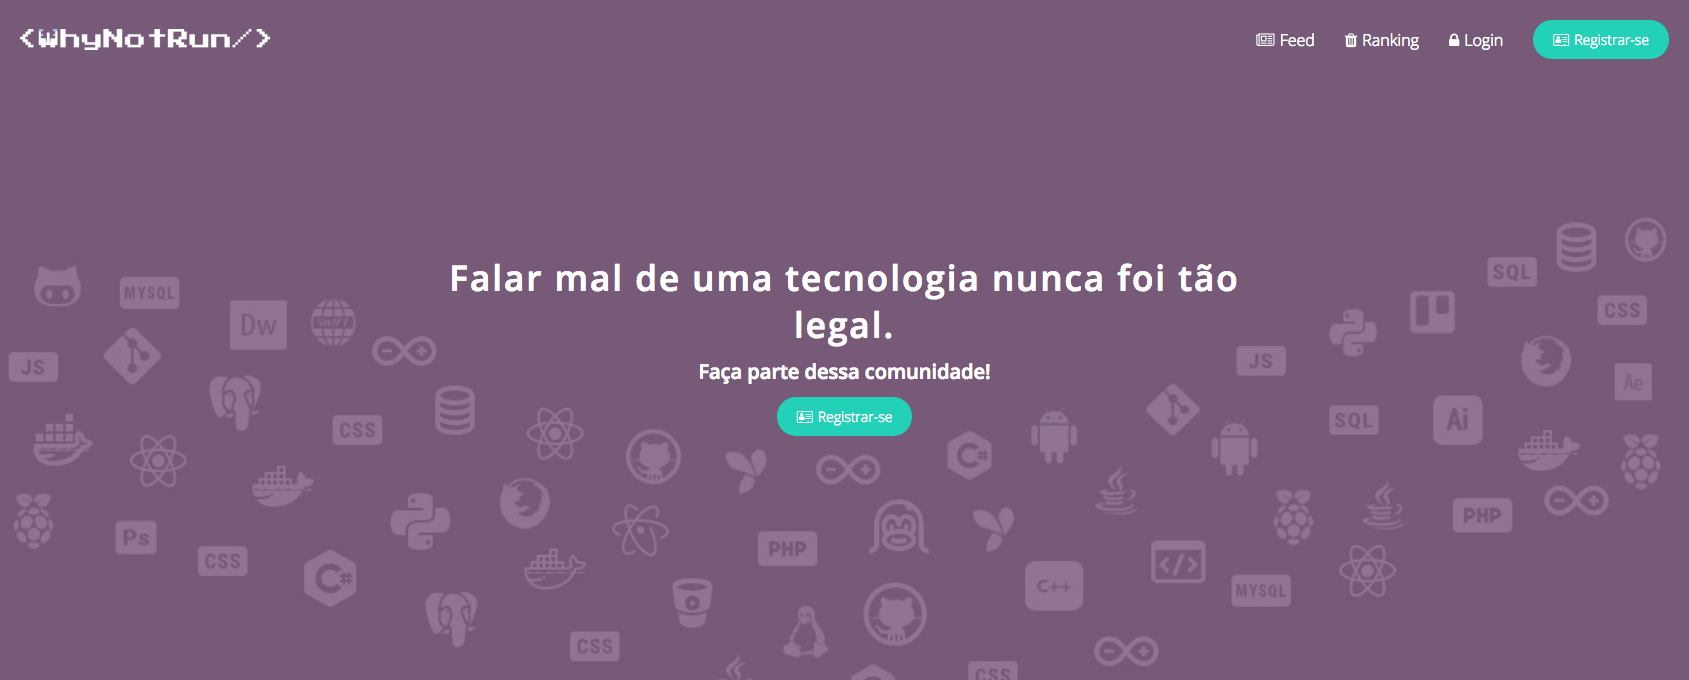 <WhyNotRun/>
Feed Ranking Login Registrar-se
Falar mal de uma tecnologia nunca foi tão
legal.
Faça parte dessa comunidade!
Registrar-se
SQL
MYSQL
CSS
Dw
SWIFT
JS
JS
Ae
CSS
SQL
Ai
C#
PHP
Ps
PHP
CSS
C#
</>
C++
MYSQL
CSS
CSS